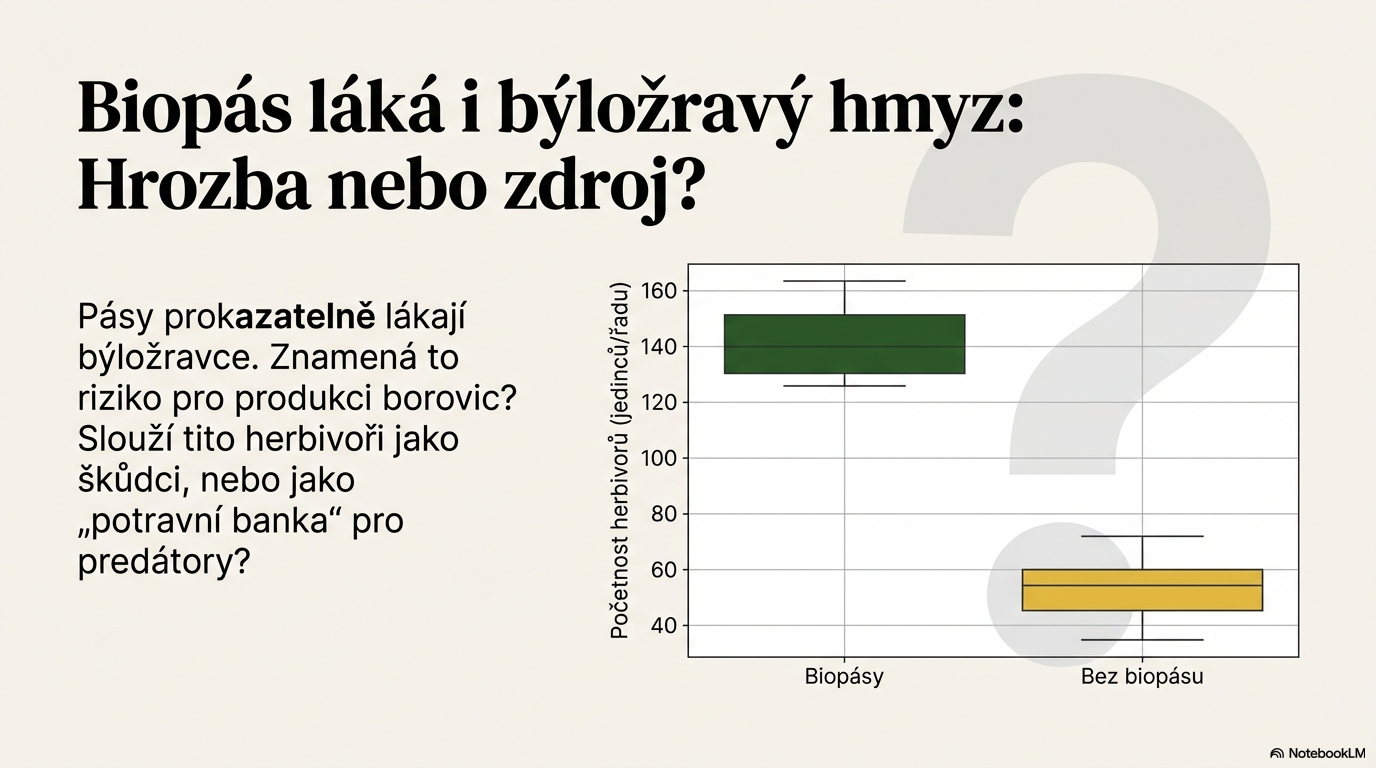 Biopás láká i býložravý hmyz:
Hrozba nebo zdroj?
Pásy prokazatelně lákají
býložravce. Znamená to
riziko pro produkci borovic?
Slouží tito herbivoři jako
škůdci, nebo jako
„potravní banka“ pro
predátory?
Početnost herbivorů (jedinců/řadu)
160
140
120
100
80
60
40
Biopásy
Bez biopásu
?
NotebookLM